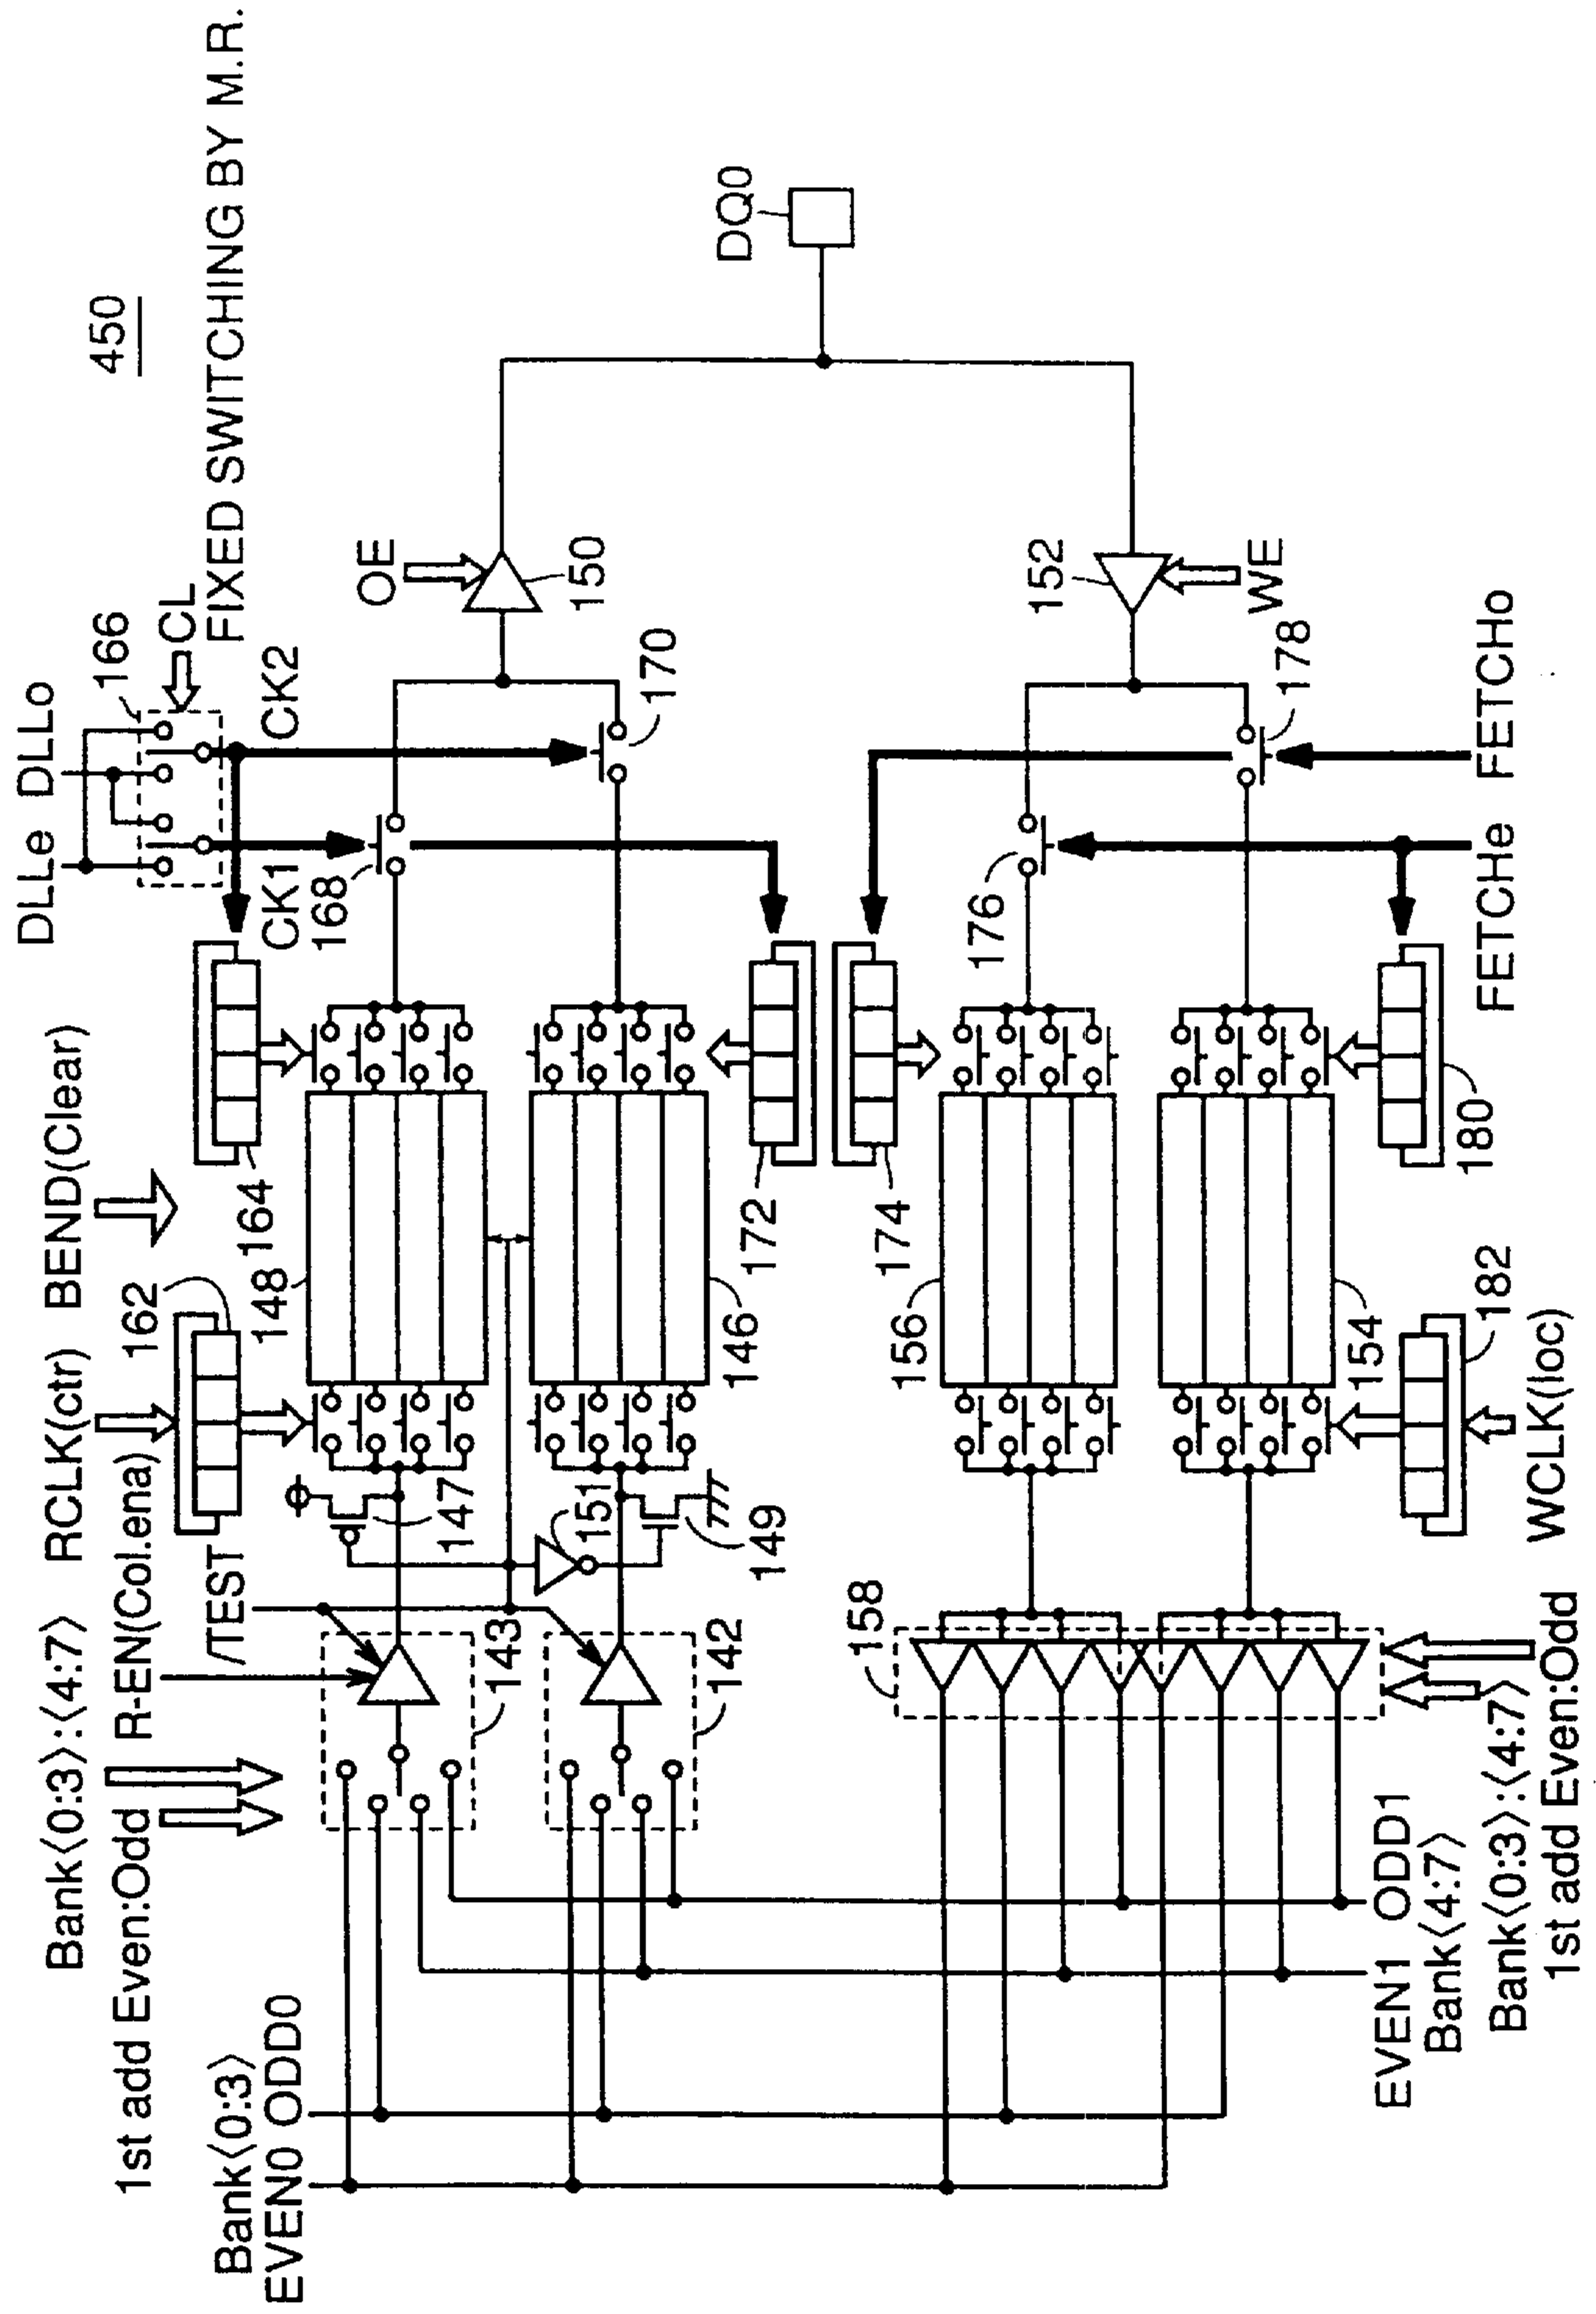 450
FIXED SWITCHING BY M.R.
DLLe DLLo
166
CL
CK2
CK1
168
OE
150
170
DQ0
Bank〈0:3〉:〈4:7〉
RCLK(ctr)
BEND(Clear)
1st add Even:Odd
R-EN(Col.ena)
162
164
/TEST
148
147
151
149
143
142
146
172
Bank〈0:3〉
EVEN0 ODD0
174
156
176
152
WE
178
158
154
180
182
FETCHe FETCHo
WCLK(loc)
EVEN1 ODD1
Bank〈4:7〉
Bank〈0:3〉:〈4:7〉
1st add Even:Odd